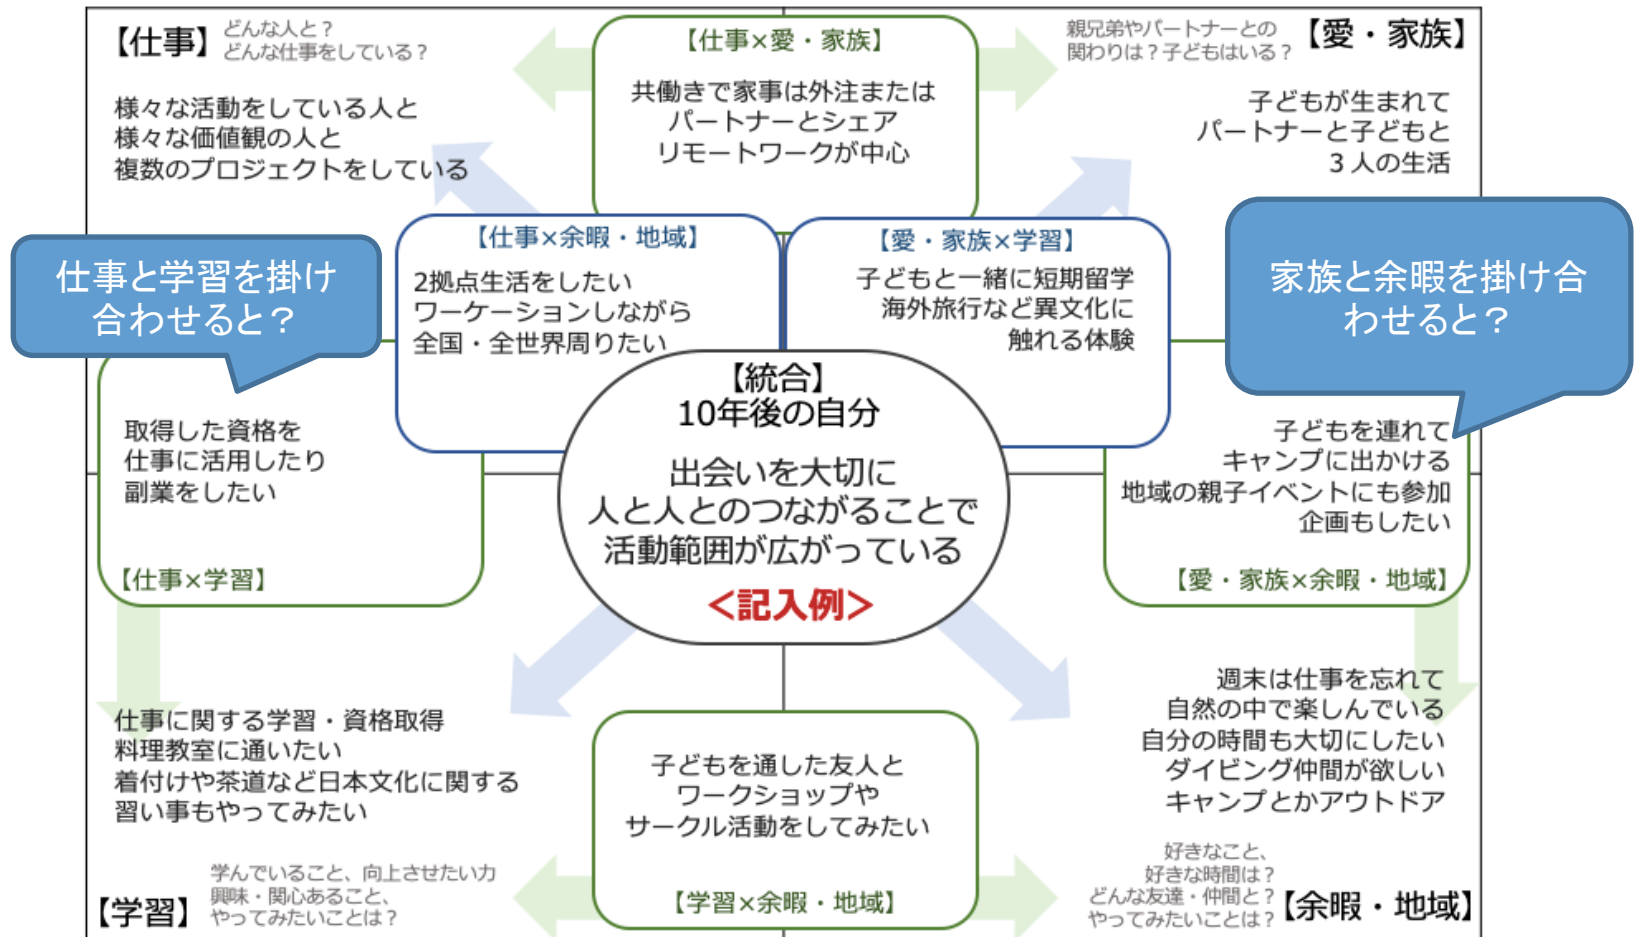 【仕事】
どんな人と？
どんな仕事をしている？
様々な活動をしている人と
様々な価値観の人と
複数のプロジェクトをしている
【仕事×愛・家族】
共働きで家事は外注または
パートナーとシェア
リモートワークが中心
親兄弟やパートナーとの
関わりは？子どもはいる？
【愛・家族】
子どもが生まれて
パートナーと子どもと
3人の生活
仕事と学習を掛け
合わせると？
【仕事×余暇・地域】
2拠点生活をしたい
ワーケーションしながら
全国・全世界周りたい
【愛・家族×学習】
子どもと一緒に短期留学
海外旅行など異文化に
触れる体験
家族と余暇を掛け合
わせると？
取得した資格を
仕事に活用したり
副業をしたい
【仕事×学習】
【統合】
10年後の自分
出会いを大切に
人と人とのつながることで
活動範囲が広がっている
＜記入例＞
子どもを連れて
キャンプに出かける
地域の親子イベントにも参加
企画もしたい
【愛・家族×余暇・地域】
仕事に関する学習・資格取得
料理教室に通いたい
着付けや茶道など日本文化に関する
習い事もやってみたい
学んでいること、向上させたい力
興味・関心あること、
やってみたいことは？
【学習】
子どもを通した友人と
ワークショップや
サークル活動をしてみたい
【学習×余暇・地域】
週末は仕事を忘れて
自然の中で楽しんでいる
自分の時間も大切にしたい
ダイビング仲間が欲しい
キャンプとかアウトドア
好きなこと、
好きな時間は？
どんな友達・仲間と？
やってみたいことは？
【余暇・地域】